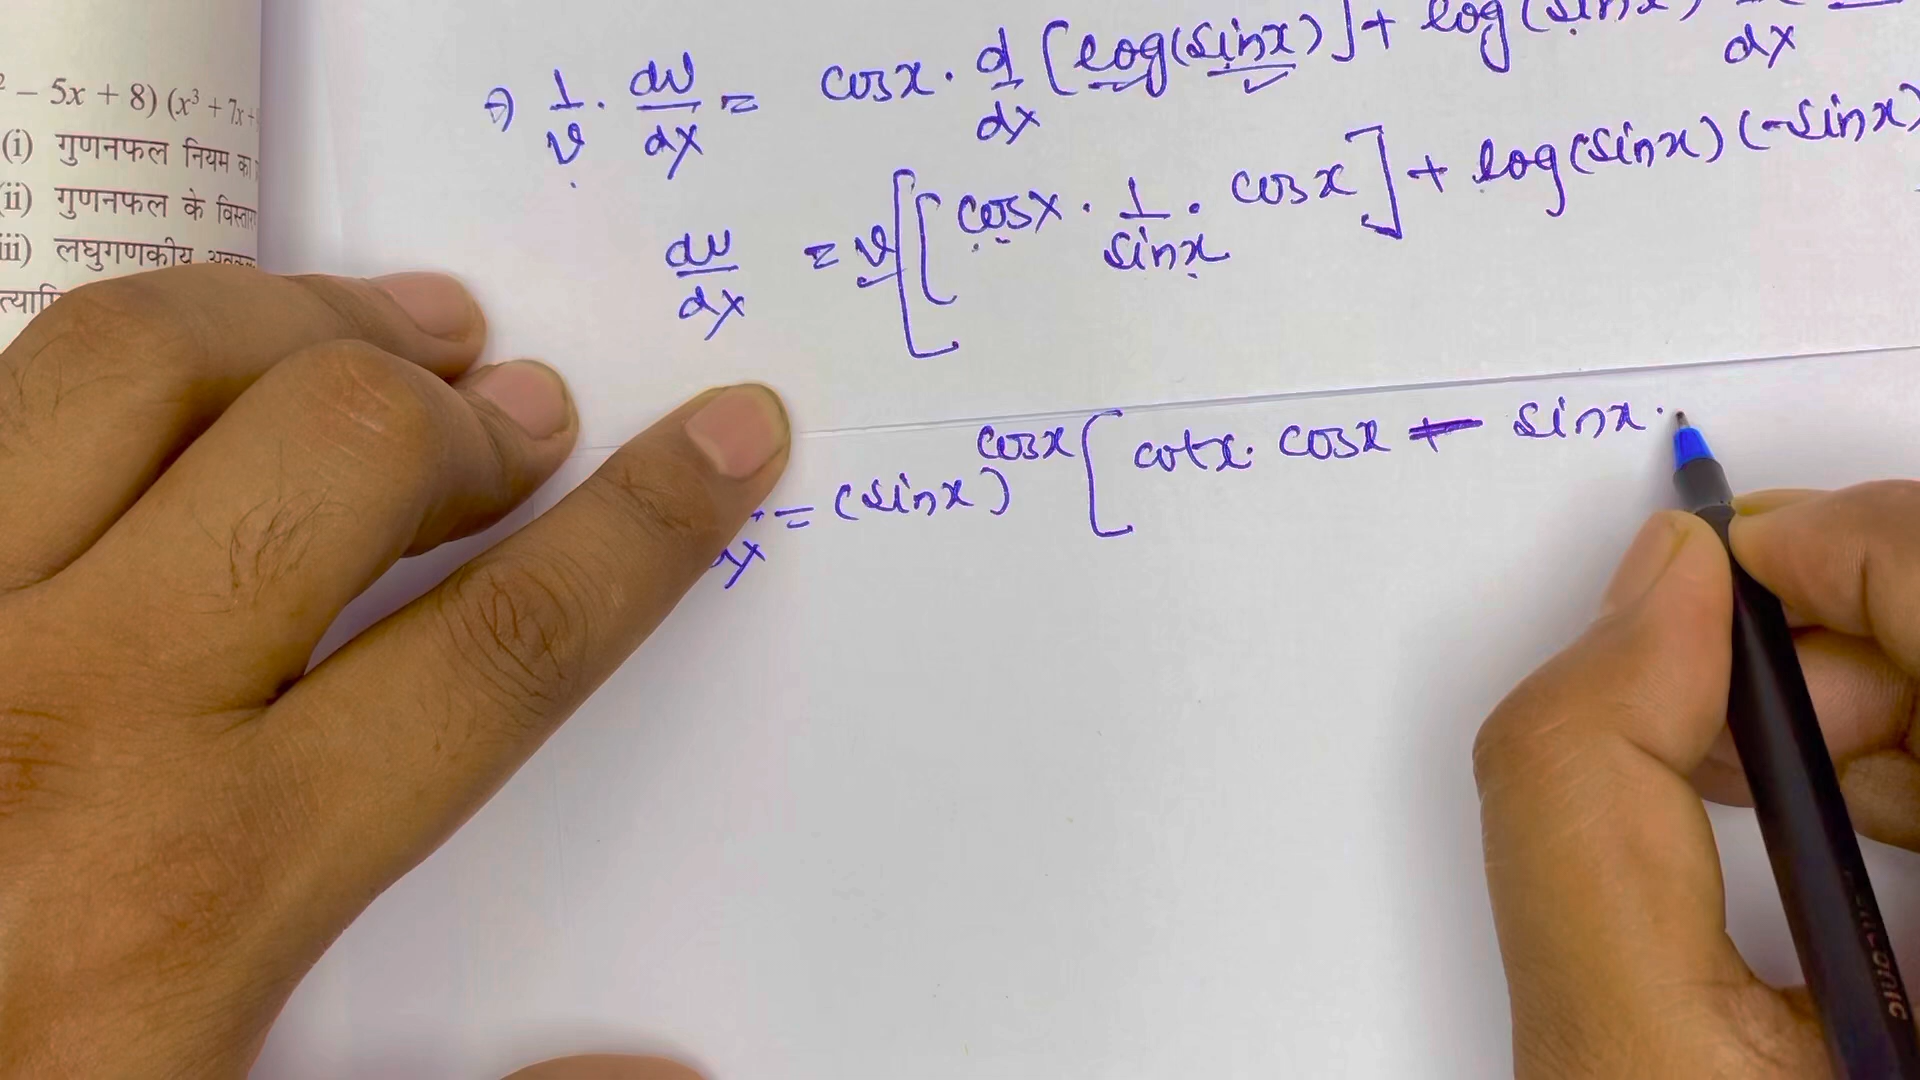 ² – 5x + 8) (x³ + 7x +
(i) गुणनफल नियम का
ii) गुणनफल के विस्तार
iii) लघुगणकीय
⇒ 1/v · dv/dx = cosx · d/dx [log(sinx)] + log(sinx) dx
dv/dx = v[[cosx · 1/sinx · cosx] + log(sinx)(-sinx)
= (sinx)^cosx [cotx · cosx - sinx ·